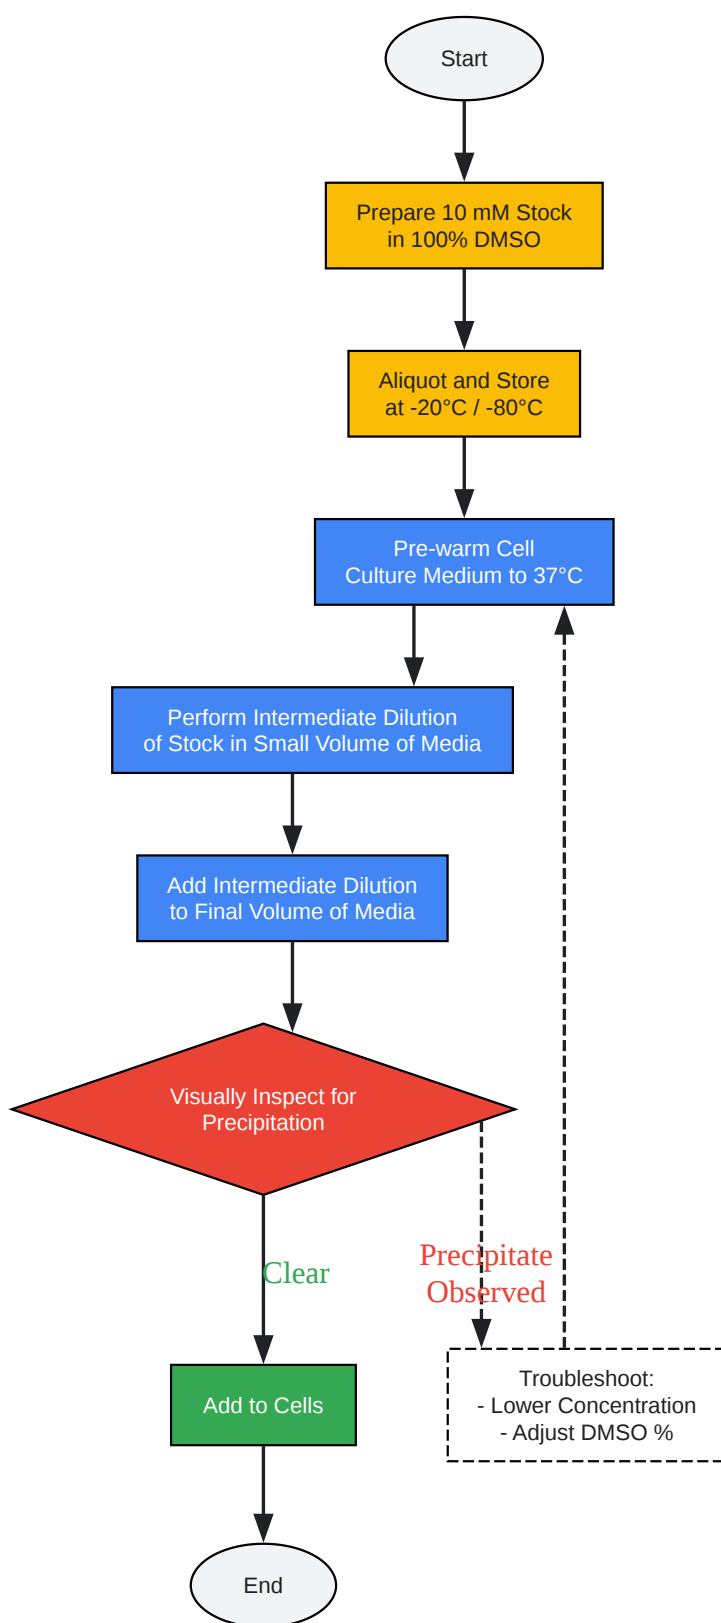 Start
Prepare 10 mM Stock
in 100% DMSO
Aliquot and Store
at -20°C / -80°C
Pre-warm Cell
Culture Medium to 37°C
Perform Intermediate Dilution
of Stock in Small Volume of Media
Add Intermediate Dilution
to Final Volume of Media
Visually Inspect for
Precipitation
Clear
Precipitate
Observed
Troubleshoot:
- Lower Concentration
- Adjust DMSO %
Add to Cells
End